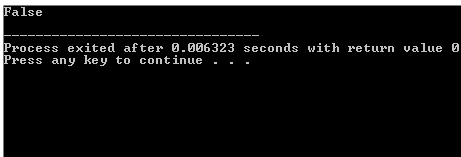 False
--------------------------------
Process exited after 0.006323 seconds with return value 0
Press any key to continue . . .